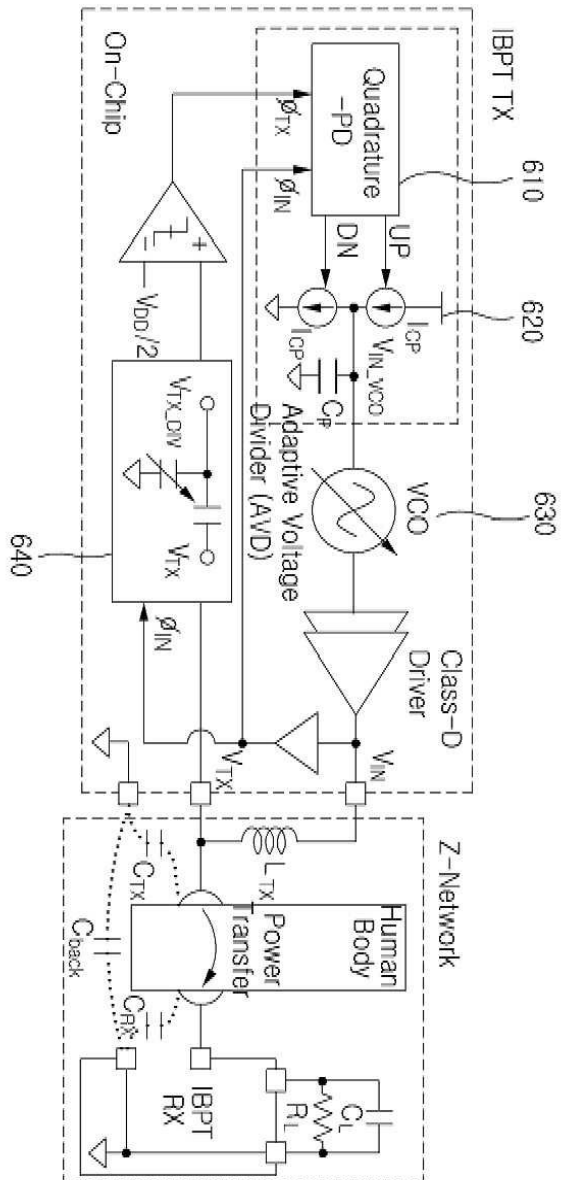 IBPT TX
On-Chip
610
Quadrature
-PD
UP
DN
ØTX
ØIN
620
ICP
VIN_VCO
ICP
CP
630
VCO
Class-D
Driver
Adaptive Voltage
Divider (AVD)
VDD/2
VTX_DIV
VTX
640
ØIN
VIN
VTX
Z-Network
LTX
Human
Body
Power
Transfer
CTX
Cback
CRX
IBPT
RX
CL
RL